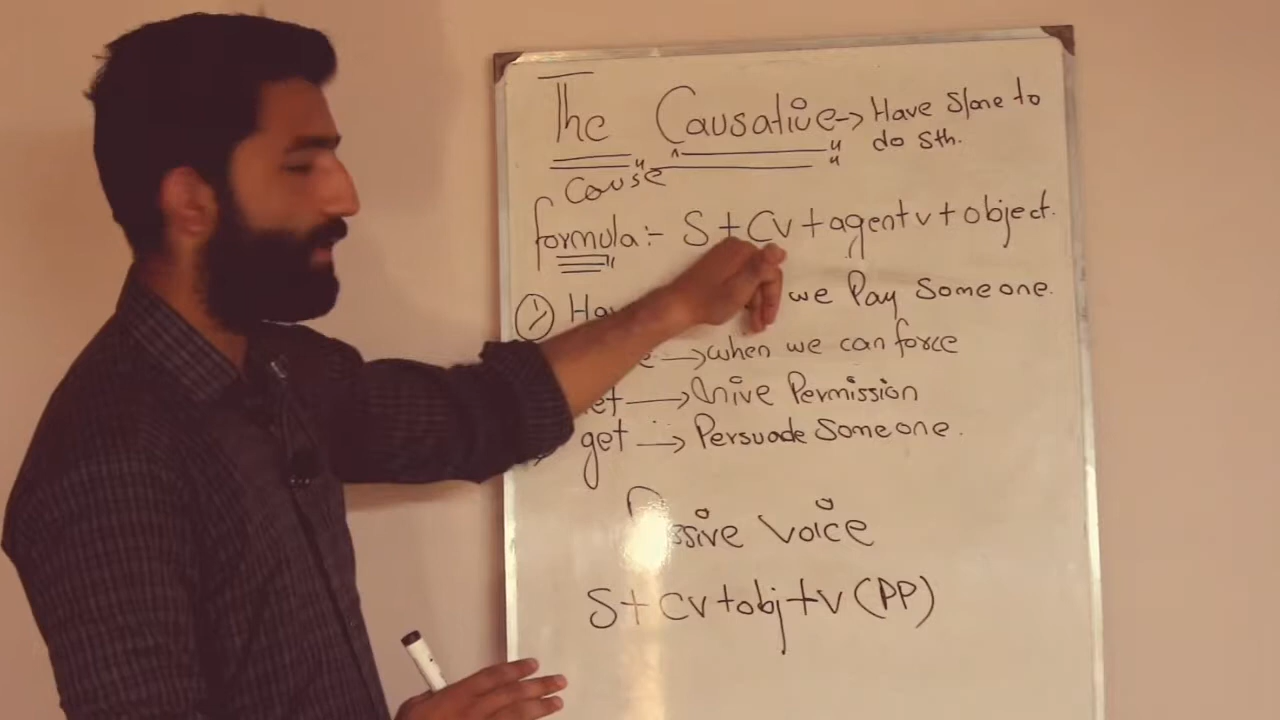 The Causative → Have S/one to
do Sth.
Cause
formula:- S + Cv + agent v + object.
we Pay Someone.
→ when we can force
→ Give Permission
get → Persuade Someone.
Voice
S + cv + obj + v (PP)